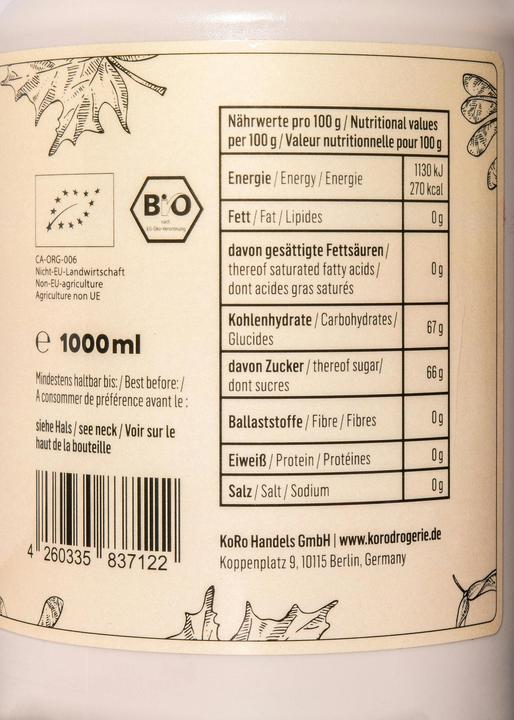 BiO
nach
EG-Öko-Verordnung
CA-ORG-006
Nicht-EU-Landwirtschaft
Non-EU-agriculture
Agriculture non UE
e 1000 ml
Mindestens haltbar bis: / Best before: /
A consommer de préférence avant le :
siehe Hals / see neck / Voir sur le
haut de la bouteille
4 260335 837122
Nährwerte pro 100 g / Nutritional values
per 100 g / Valeur nutritionnelle pour 100 g
Energie / Energy / Energie 1130 kJ
270 kcal
Fett / Fat / Lipides 0 g
davon gesättigte Fettsäuren /
thereof saturated fatty acids / 0 g
dont acides gras saturés
Kohlenhydrate / Carbohydrates / 67 g
Glucides
davon Zucker / thereof sugar/ 66 g
dont sucres
Ballaststoffe / Fibre / Fibres 0 g
Eiweiß / Protein / Protéines 0 g
Salz / Salt / Sodium 0 g
KoRo Handels GmbH | www.korodrogerie.de
Koppenplatz 9, 10115 Berlin, Germany